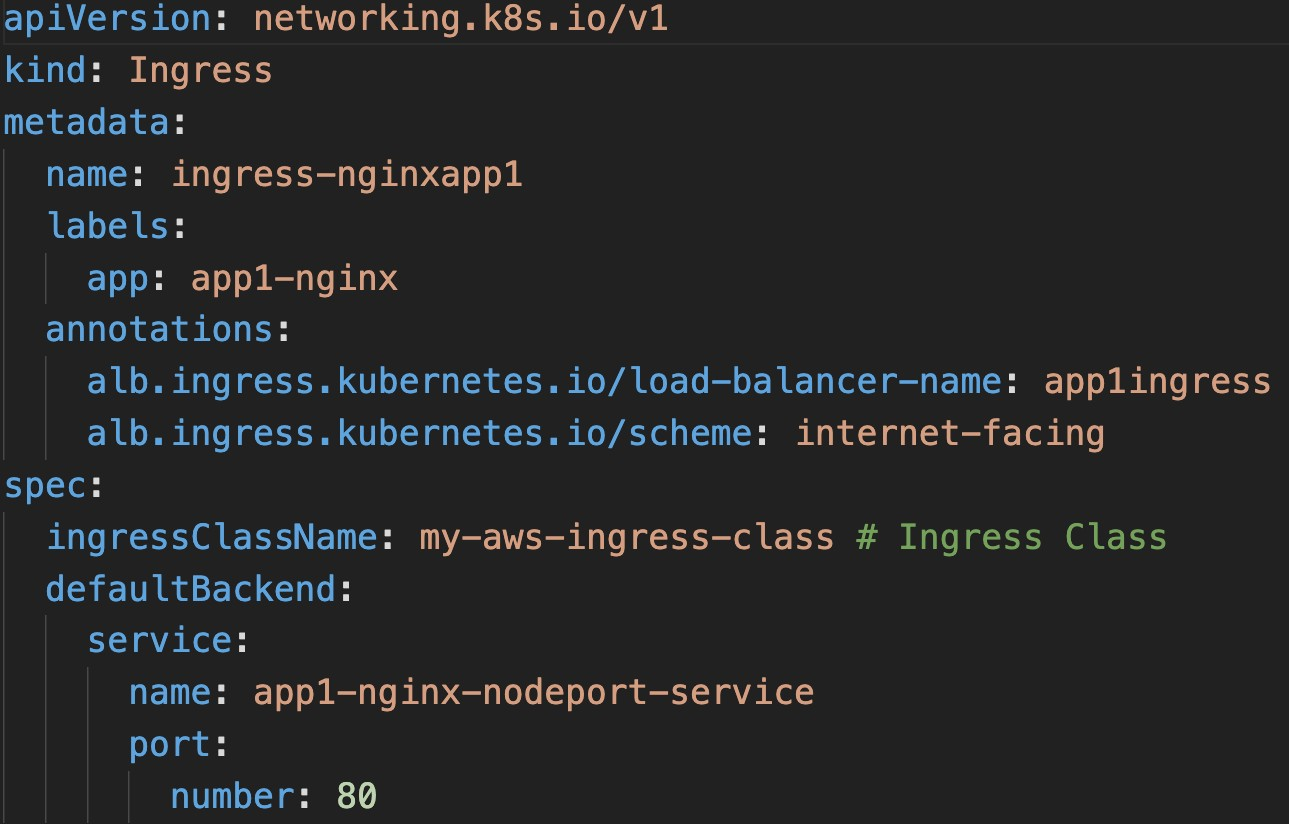 apiVersion: networking.k8s.io/v1
kind: Ingress
metadata:
  name: ingress-nginxapp1
  labels:
    app: app1-nginx
  annotations:
    alb.ingress.kubernetes.io/load-balancer-name: app1ingress
    alb.ingress.kubernetes.io/scheme: internet-facing
spec:
  ingressClassName: my-aws-ingress-class # Ingress Class
  defaultBackend:
    service:
      name: app1-nginx-nodeport-service
      port:
        number: 80